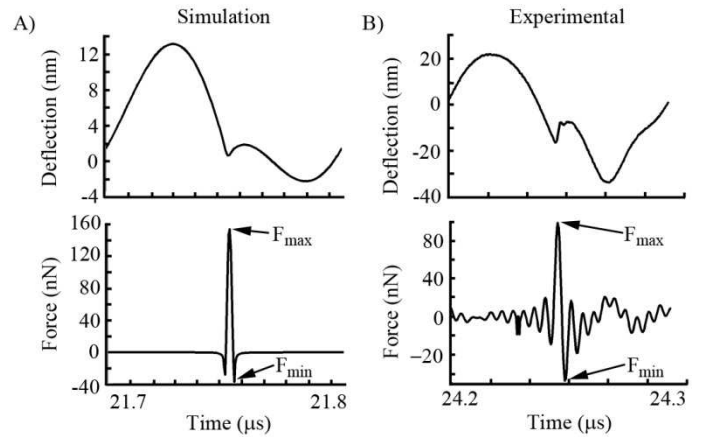 A) Simulation
Deflection (nm)
12
8
4
0
-4
Force (nN)
160
120
80
40
0
-40
Fmax
Fmin
21.7 21.8
Time (µs)
B) Experimental
Deflection (nm)
20
0
-20
-40
Force (nN)
80
40
0
−20
Fmax
Fmin
24.2 24.3
Time (µs)